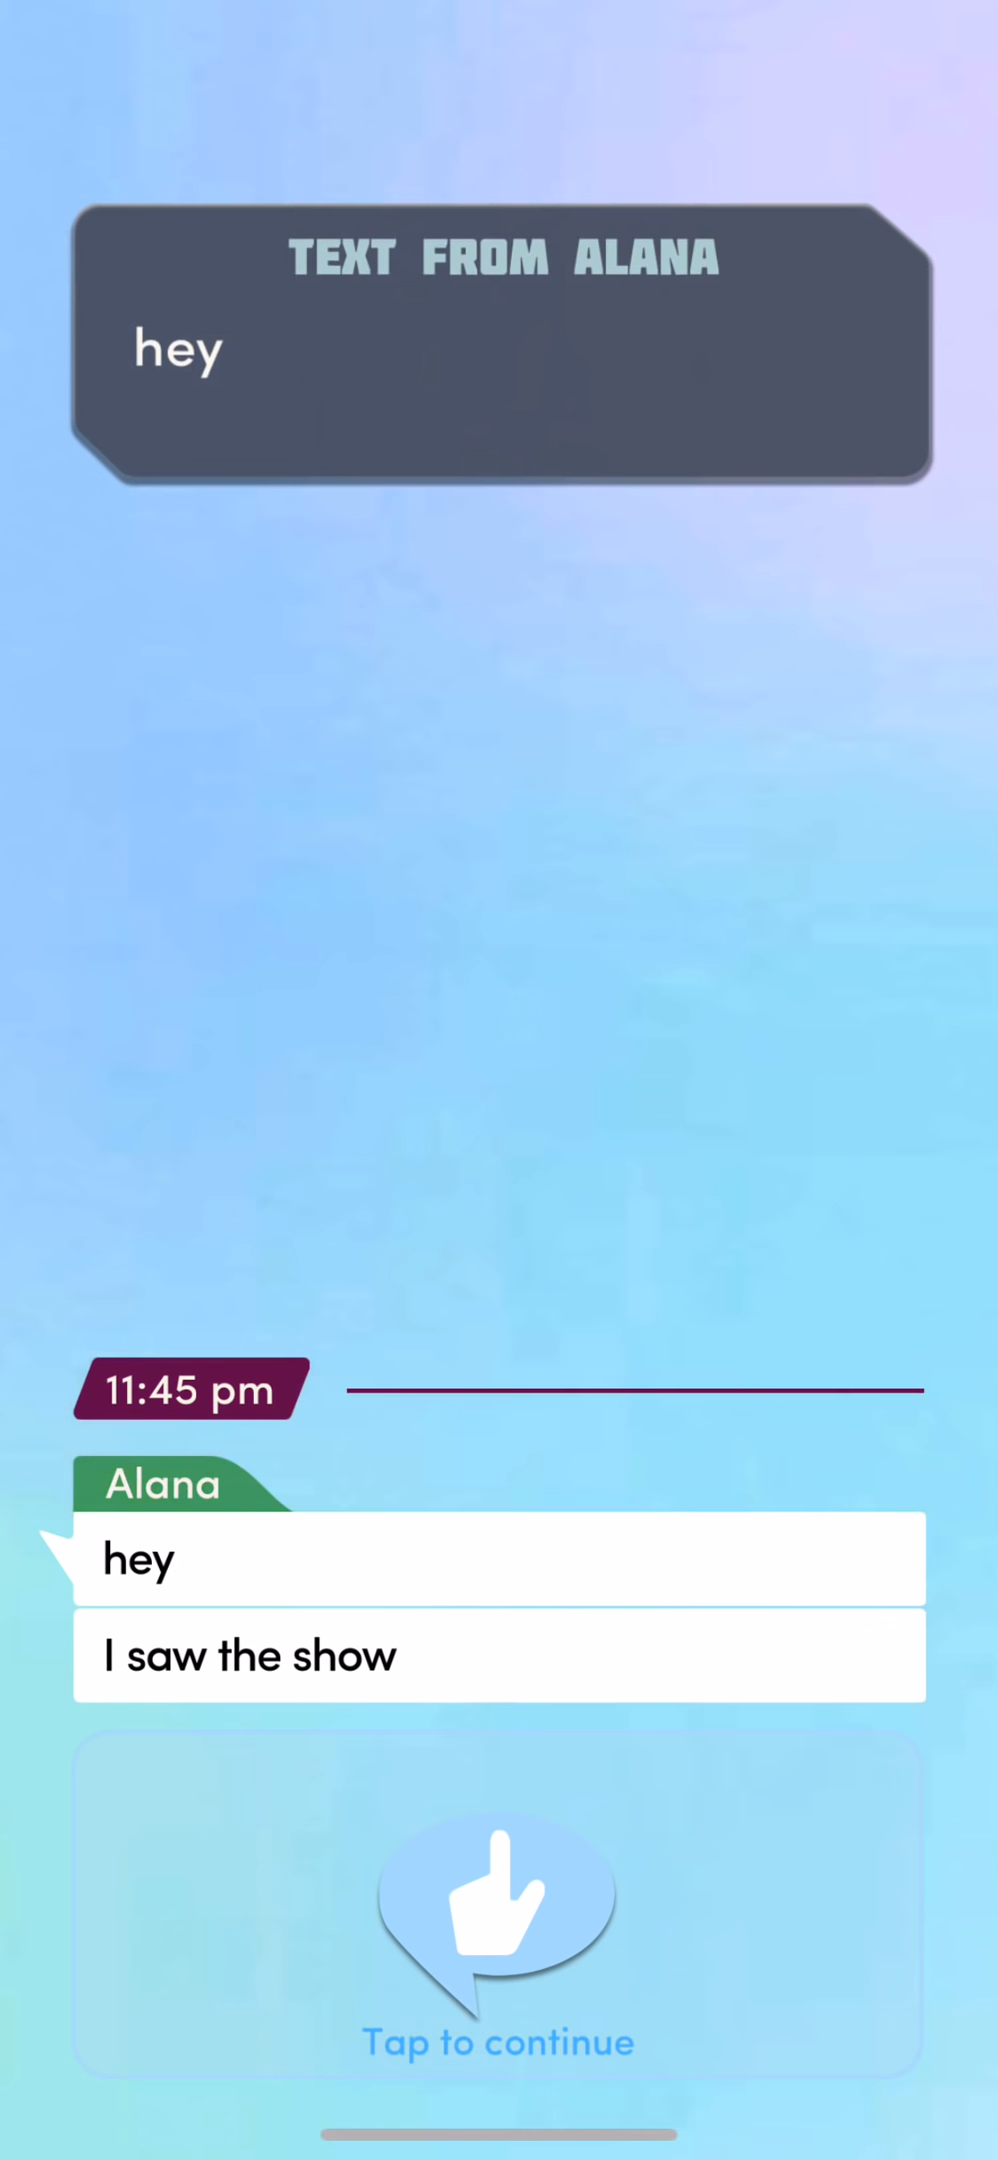 TEXT FROM ALANA
hey
11:45 pm
Alana
hey
I saw the show
Tap to continue